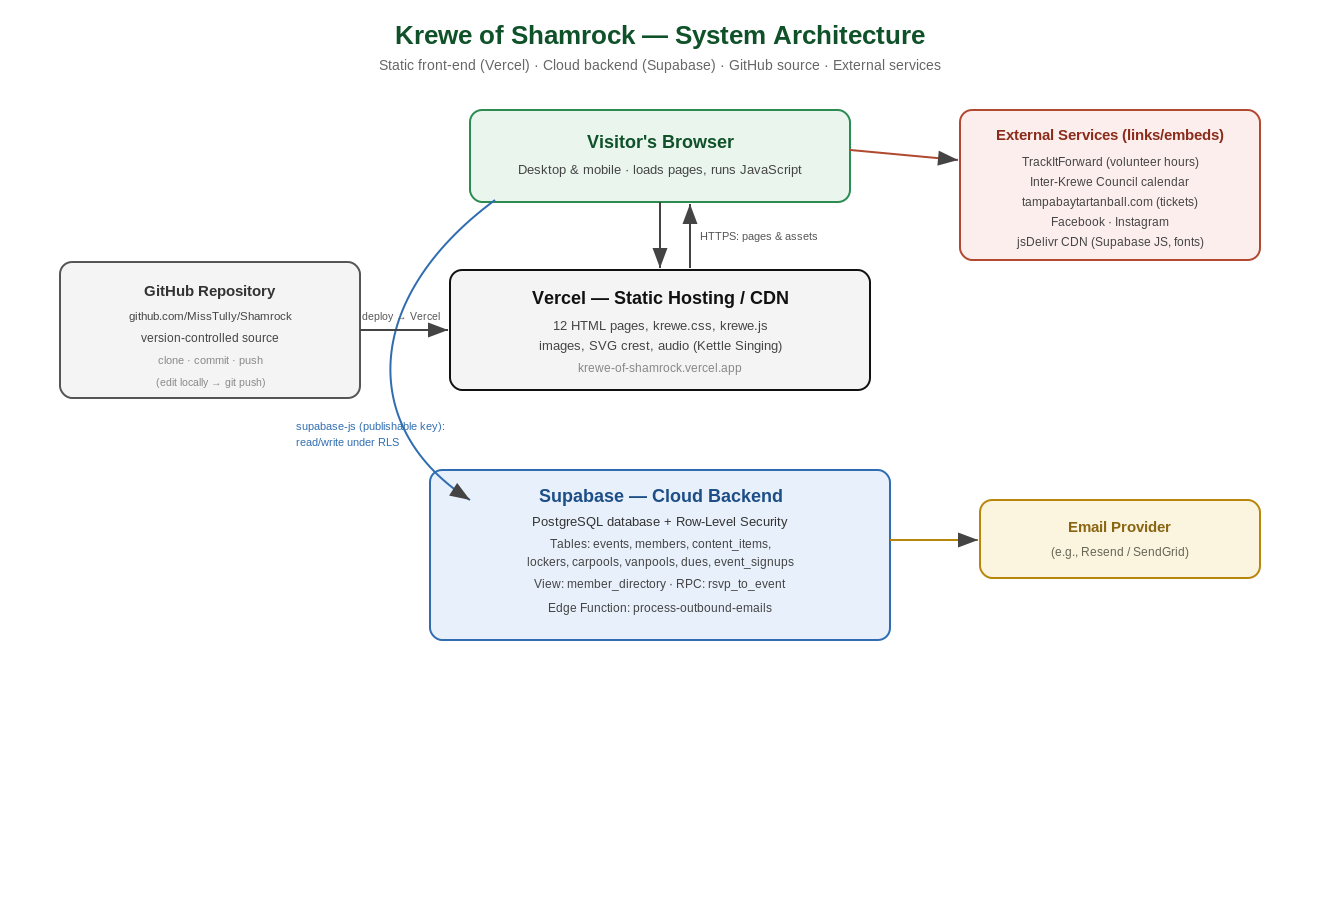 Krewe of Shamrock — System Architecture
Static front-end (Vercel) · Cloud backend (Supabase) · GitHub source · External services
Visitor's Browser
Desktop & mobile · loads pages, runs JavaScript
External Services (links/embeds)
TrackItForward (volunteer hours)
Inter-Krewe Council calendar
tampabaytartanball.com (tickets)
Facebook · Instagram
jsDelivr CDN (Supabase JS, fonts)
HTTPS: pages & assets
GitHub Repository
github.com/MissTully/Shamrock
version-controlled source
clone · commit · push
(edit locally → git push)
deploy → Vercel
Vercel — Static Hosting / CDN
12 HTML pages, krewe.css, krewe.js
images, SVG crest, audio (Kettle Singing)
krewe-of-shamrock.vercel.app
supabase-js (publishable key):
read/write under RLS
Supabase — Cloud Backend
PostgreSQL database + Row-Level Security
Tables: events, members, content_items,
lockers, carpools, vanpools, dues, event_signups
View: member_directory · RPC: rsvp_to_event
Edge Function: process-outbound-emails
Email Provider
(e.g., Resend / SendGrid)